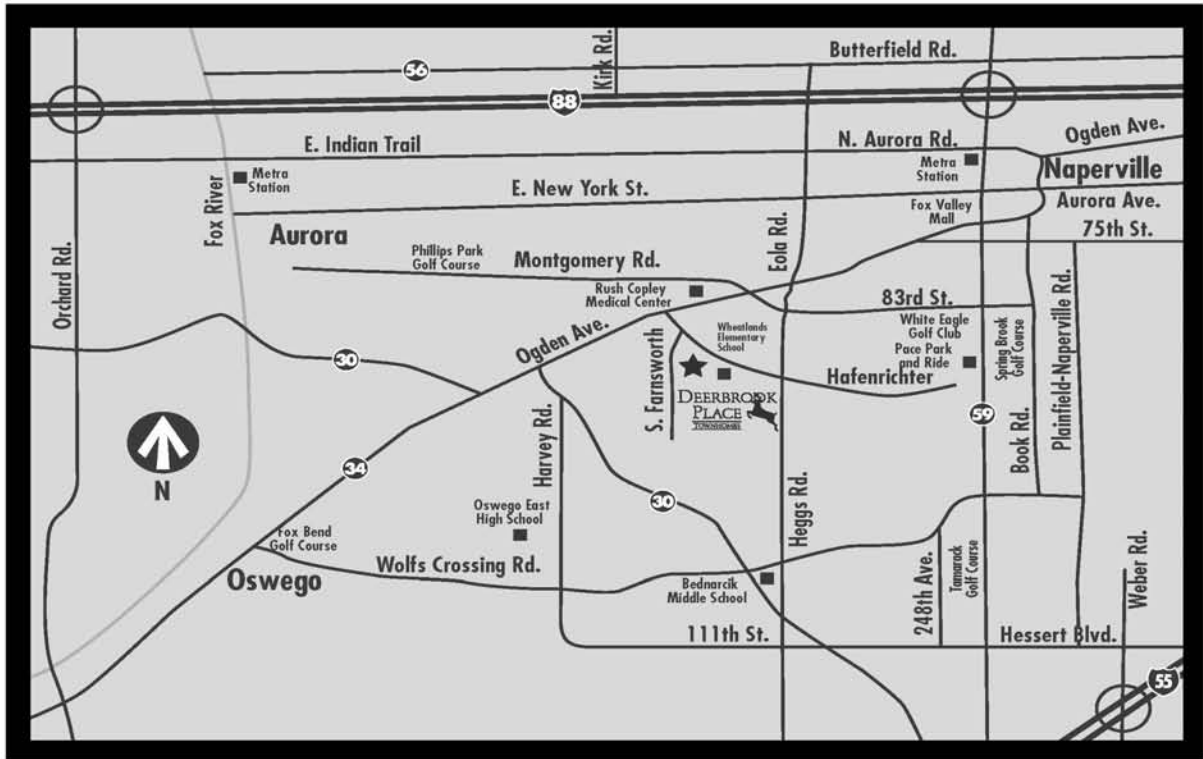 Kirk Rd.
Butterfield Rd.
56
88
Ogden Ave.
E. Indian Trail
N. Aurora Rd.
Metra
Station
Metra
Station
Naperville
E. New York St.
Aurora Ave.
Fox River
Fox Valley
Mall
75th St.
Aurora
Eola Rd.
Orchard Rd.
Phillips Park
Golf Course
Montgomery Rd.
Plainfield-Naperville Rd.
Rush Copley
Medical Center
83rd St.
White Eagle
Golf Club
Pace Park
and Ride
Spring Brook
Golf Course
Ogden Ave.
Wheatlands
Elementary
School
30
Hafenrichter
S. Farnsworth
DEERBROOK
PLACE
TOWNHOMES
59
Book Rd.
Harvey Rd.
N
34
30
Heggs Rd.
Oswego East
High School
Fox Bend
Golf Course
Wolfs Crossing Rd.
Oswego
Bednarcik
Middle School
248th Ave.
Tamarack
Golf Course
Weber Rd.
111th St.
Hessert Blvd.
55